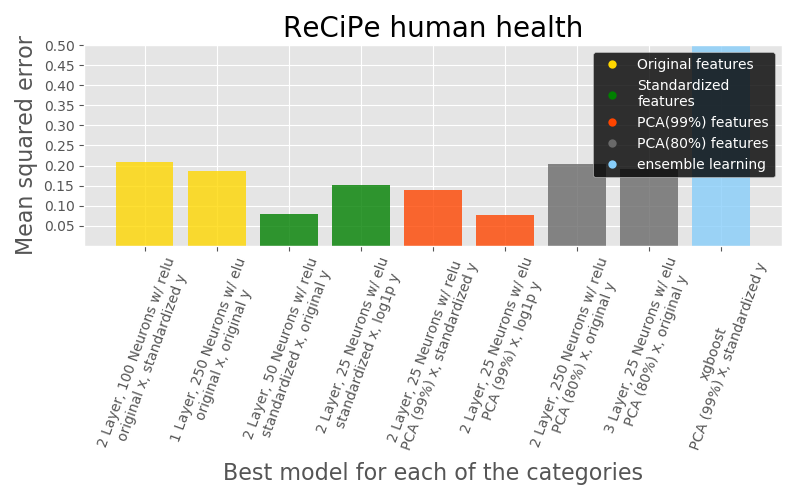 ReCiPe human health
Mean squared error
0.50
0.45
0.40
0.35
0.30
0.25
0.20
0.15
0.10
0.05
Original features
Standardized
features
PCA(99%) features
PCA(80%) features
ensemble learning
2 Layer, 100 Neurons w/ relu
original x, standardized y
1 Layer, 250 Neurons w/ elu
original x, original y
2 Layer, 50 Neurons w/ relu
standardized x, original y
2 Layer, 25 Neurons w/ elu
standardized x, log1p y
2 Layer, 25 Neurons w/ relu
PCA (99%) x, standardized y
2 Layer, 25 Neurons w/ elu
PCA (99%) x, log1p y
2 Layer, 250 Neurons w/ relu
PCA (80%) x, original y
3 Layer, 25 Neurons w/ elu
PCA (80%) x, original y
xgboost
PCA (99%) x, standardized y
Best model for each of the categories